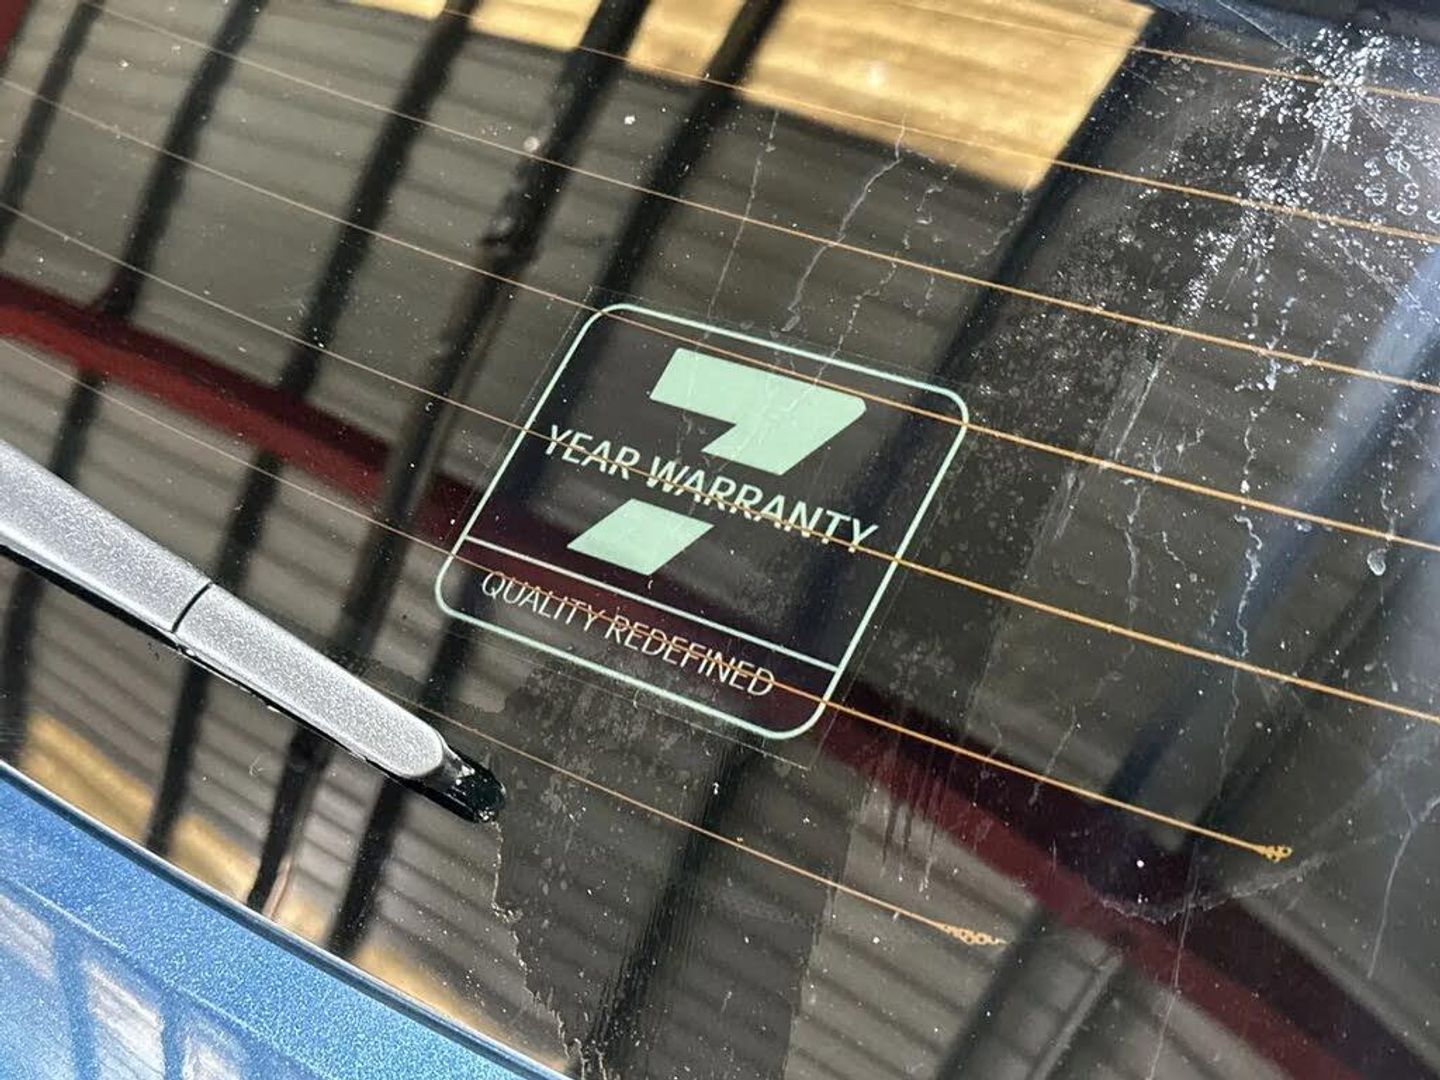 7
YEAR WARRANTY
QUALITY REDEFINED